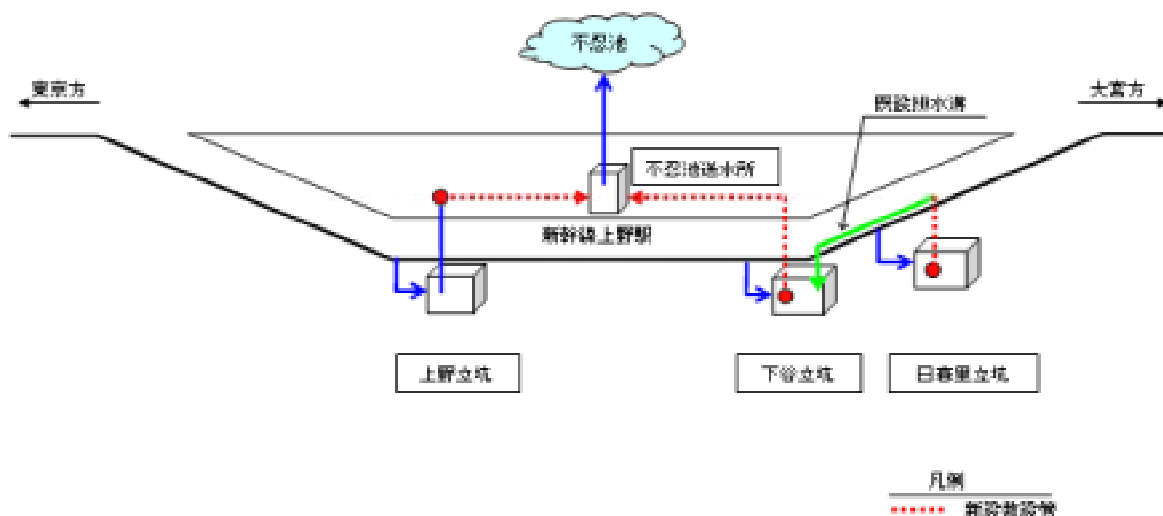 不忍池
東京方
大宮方
既設排水溝
不忍池送水所
新幹線上野駅
上野立坑
下谷立坑
日暮里立坑
凡例
新設敷設管